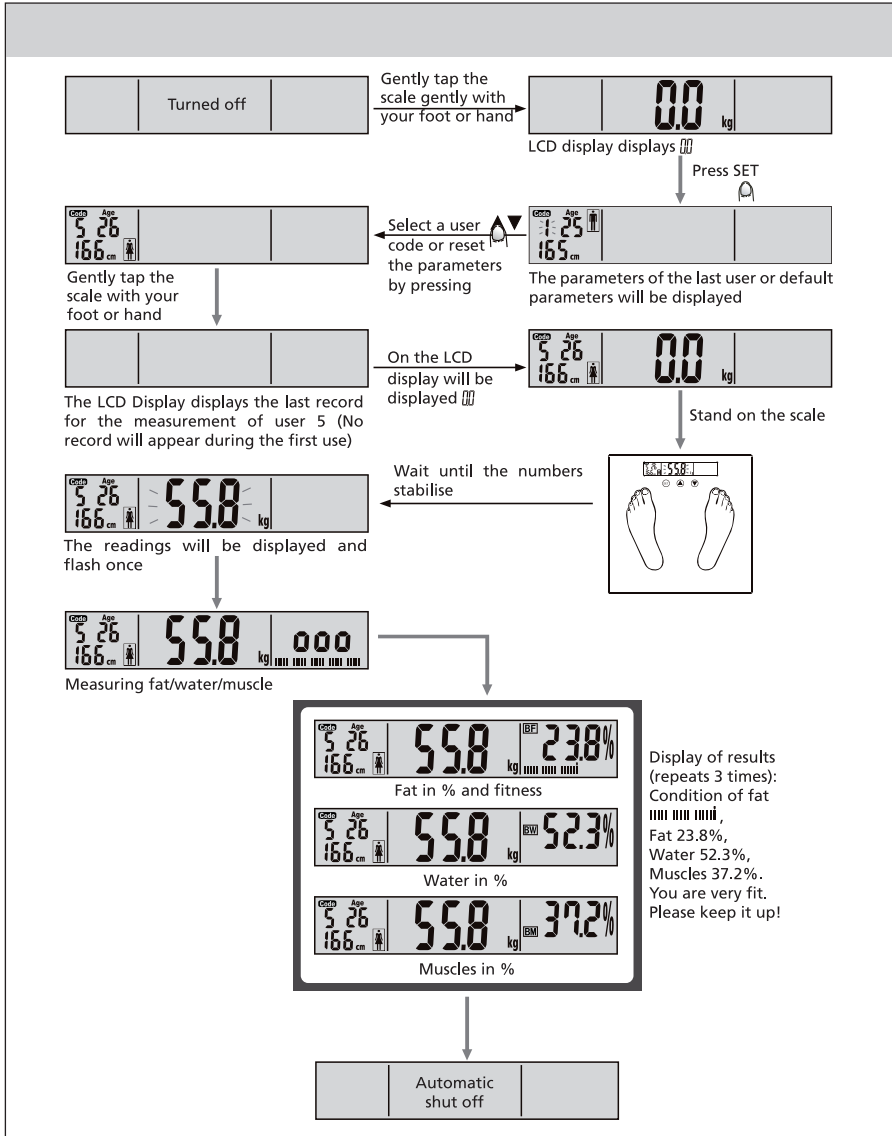 Turned off
Gently tap the
scale gently with
your foot or hand
0.0 kg
LCD display displays 0.0
Press SET
Code Age
1 25
165 cm
The parameters of the last user or default
parameters will be displayed
Select a user
code or reset
the parameters
by pressing
Code Age
5 26
166 cm
Gently tap the
scale with your
foot or hand
The LCD Display displays the last record
for the measurement of user 5 (No
record will appear during the first use)
On the LCD
display will be
displayed 0.0
Code Age
5 26
166 cm
0.0 kg
Stand on the scale
55.8
Wait until the numbers
stabilise
Code Age
5 26
166 cm
55.8 kg
The readings will be displayed and
flash once
Code Age
5 26
166 cm
55.8 kg
ooo
Measuring fat/water/muscle
Code Age
5 26
166 cm
55.8 kg
BF 23.8%
Fat in % and fitness
Code Age
5 26
166 cm
55.8 kg
BW 52.3%
Water in %
Code Age
5 26
166 cm
55.8 kg
BM 37.2%
Muscles in %
Display of results
(repeats 3 times):
Condition of fat
,
Fat 23.8%,
Water 52.3%,
Muscles 37.2%.
You are very fit.
Please keep it up!
Automatic
shut off